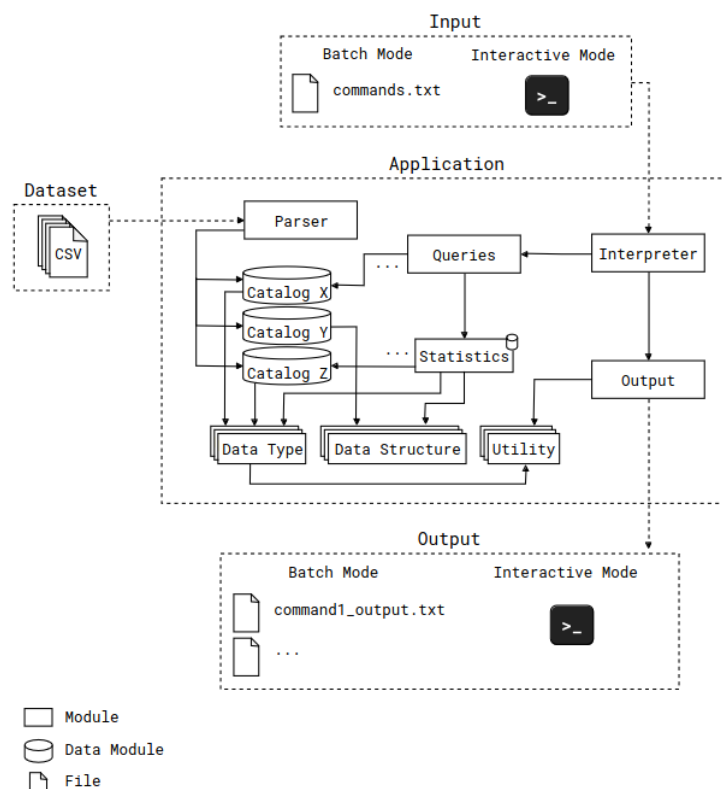 Input
Batch Mode Interactive Mode
commands.txt >_
Application
Dataset
CSV
Parser
Queries
Interpreter
...
Catalog X
Catalog Y
Catalog Z
...
Statistics
Output
Data Type
Data Structure
Utility
Output
Batch Mode Interactive Mode
command1_output.txt >_
...
Module
Data Module
File